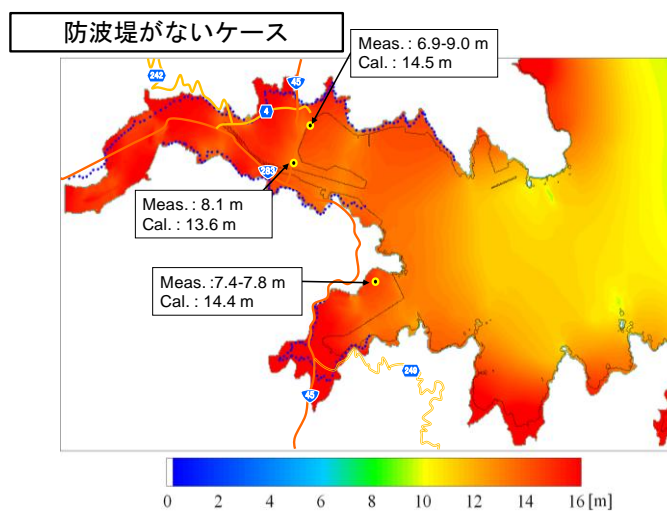 防波堤がないケース
Meas. : 6.9-9.0 m
Cal. : 14.5 m
242
45
4
283
Meas. : 8.1 m
Cal. : 13.6 m
Meas. :7.4-7.8 m
Cal. : 14.4 m
249
45
0 2 4 6 8 10 12 14 16 [m]